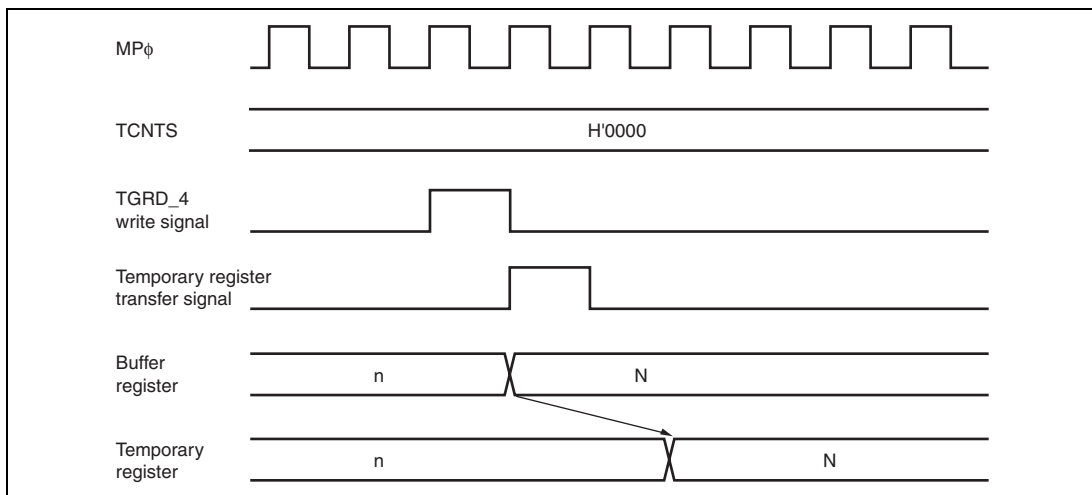 MPϕ
TCNTS
H'0000
TGRD_4
write signal
Temporary register
transfer signal
Buffer
register
n
N
Temporary
register
n
N